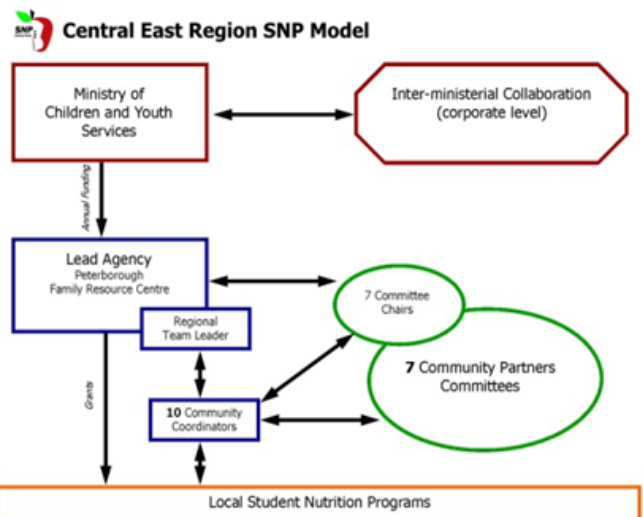 SNP
Central East Region SNP Model
Ministry of
Children and Youth
Services
Inter-ministerial Collaboration
(corporate level)
Annual Funding
Lead Agency
Peterborough
Family Resource Centre
Regional
Team Leader
7 Committee
Chairs
7 Community Partners
Committees
Grants
10 Community
Coordinators
Local Student Nutrition Programs